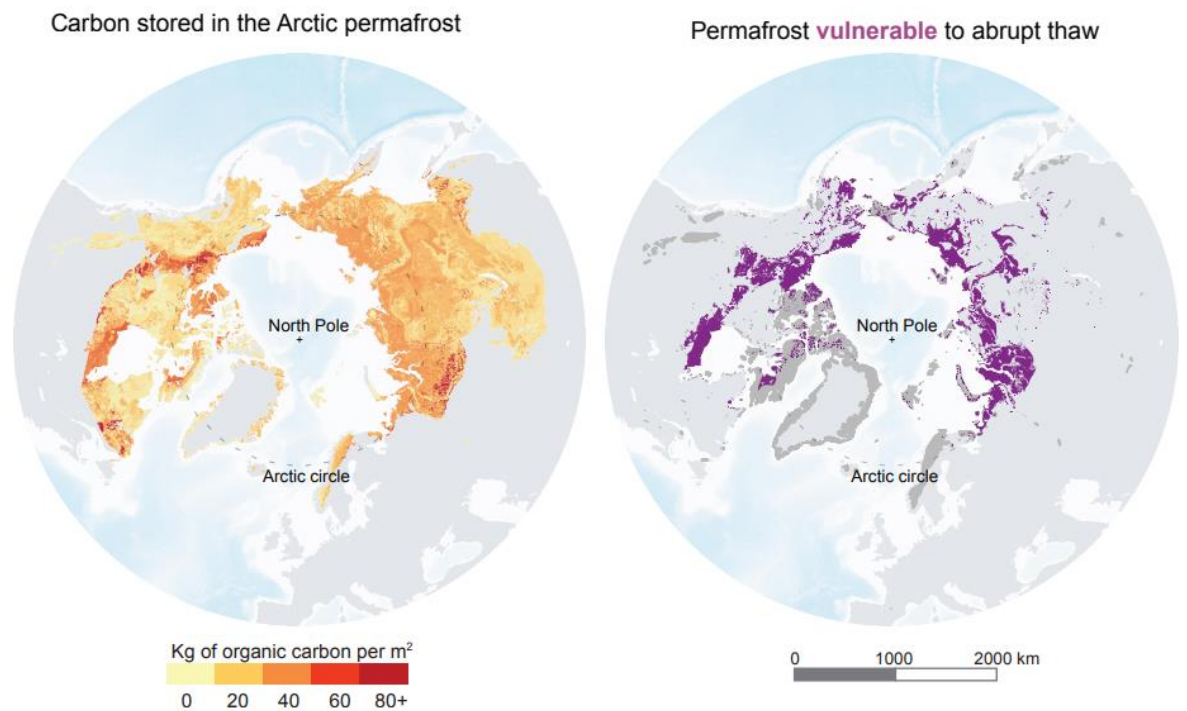 Carbon stored in the Arctic permafrost
Permafrost vulnerable to abrupt thaw
North Pole
+
Arctic circle
North Pole
+
Arctic circle
Kg of organic carbon per m²
0 20 40 60 80+
0 1000 2000 km